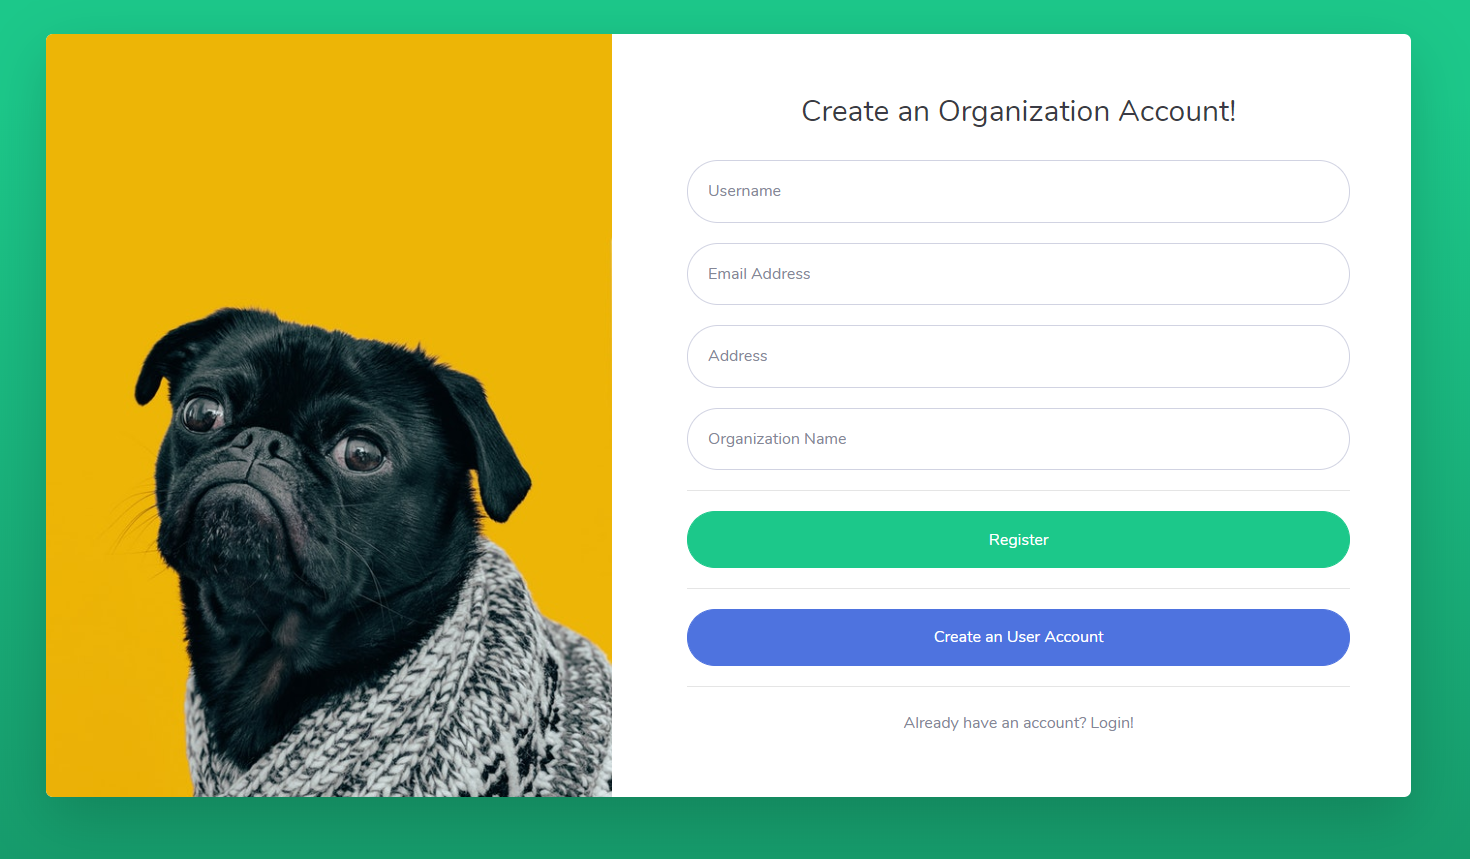 Create an Organization Account!
Username
Email Address
Address
Organization Name
Register
Create an User Account
Already have an account? Login!